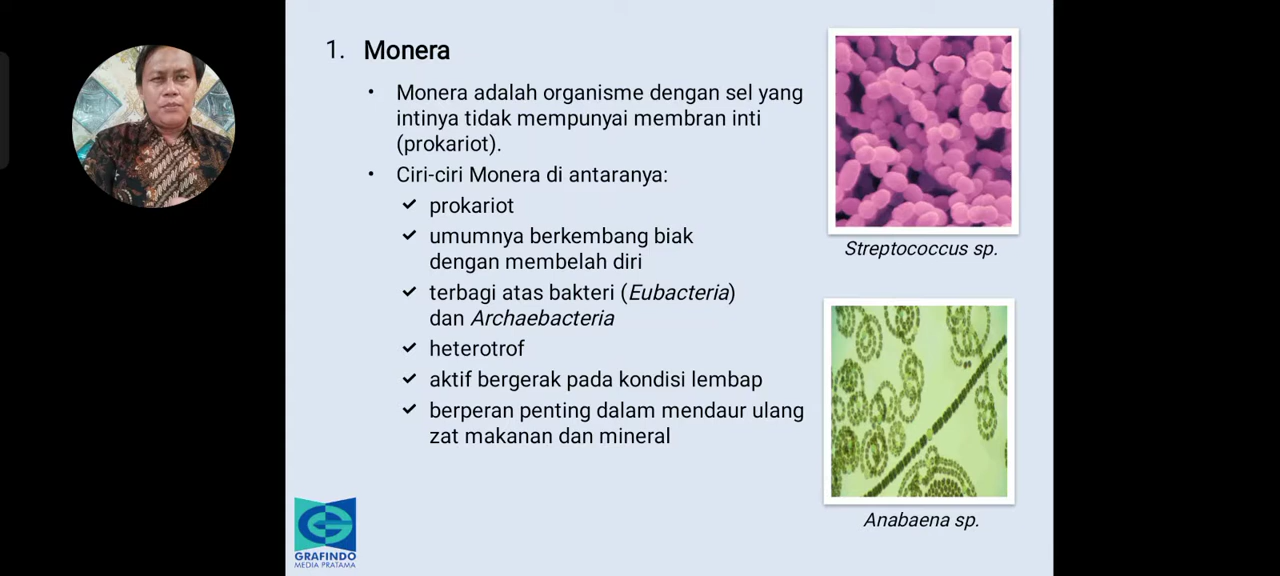 1. Monera
• Monera adalah organisme dengan sel yang
intinya tidak mempunyai membran inti
(prokariot).
• Ciri-ciri Monera di antaranya:
✓ prokariot
✓ umumnya berkembang biak
dengan membelah diri
✓ terbagi atas bakteri (Eubacteria)
dan Archaebacteria
✓ heterotrof
✓ aktif bergerak pada kondisi lembap
✓ berperan penting dalam mendaur ulang
zat makanan dan mineral
Streptococcus sp.
Anabaena sp.
GRAFINDO
MEDIA PRATAMA